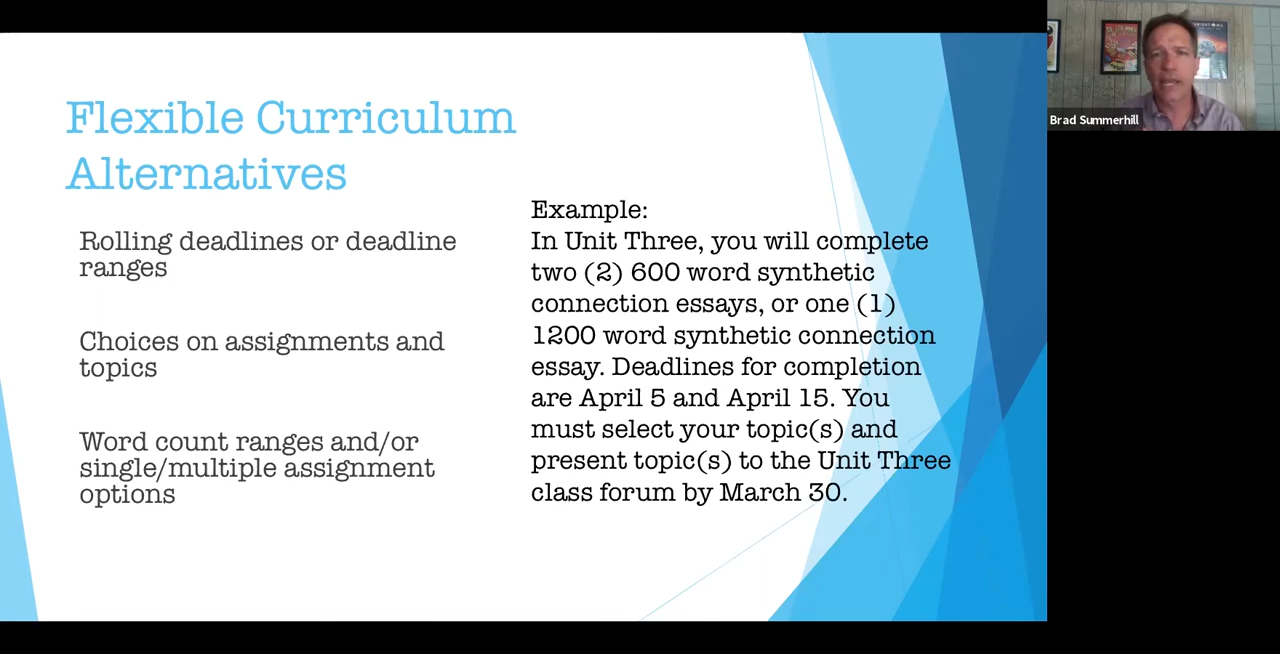 Flexible Curriculum
Alternatives
Rolling deadlines or deadline
ranges
Choices on assignments and
topics
Word count ranges and/or
single/multiple assignment
options
Example:
In Unit Three, you will complete
two (2) 600 word synthetic
connection essays, or one (1)
1200 word synthetic connection
essay. Deadlines for completion
are April 5 and April 15. You
must select your topic(s) and
present topic(s) to the Unit Three
class forum by March 30.
Brad Summerhill